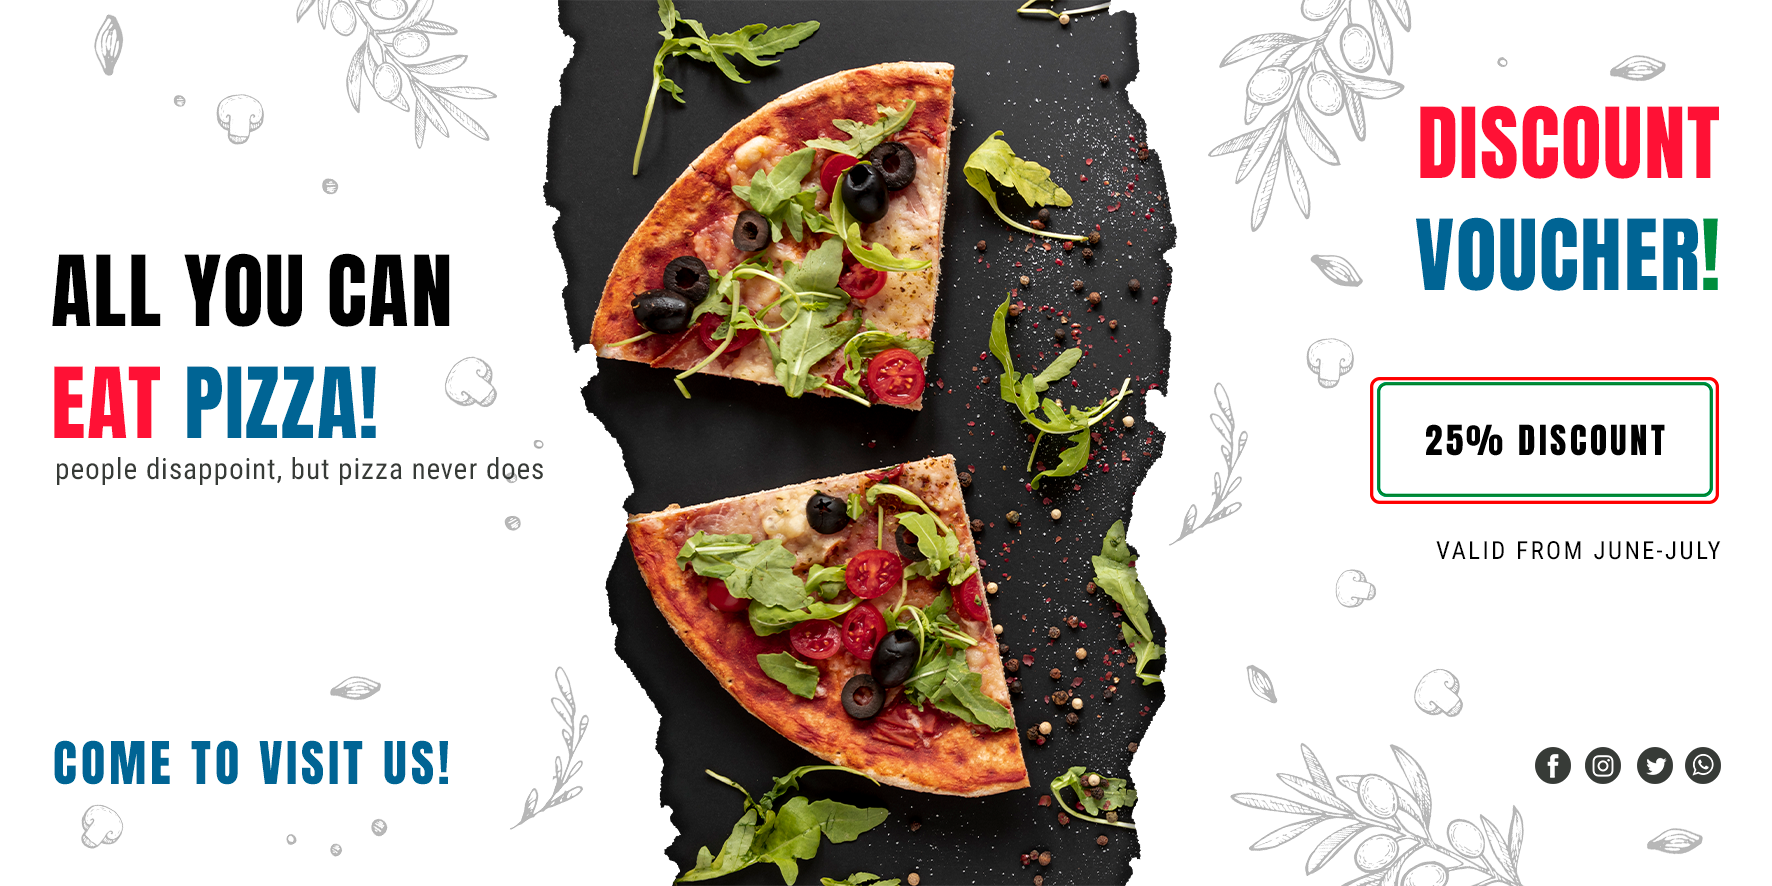 ALL YOU CAN
EAT PIZZA!
people disappoint, but pizza never does
COME TO VISIT US!
DISCOUNT
VOUCHER!
25% DISCOUNT
VALID FROM JUNE-JULY